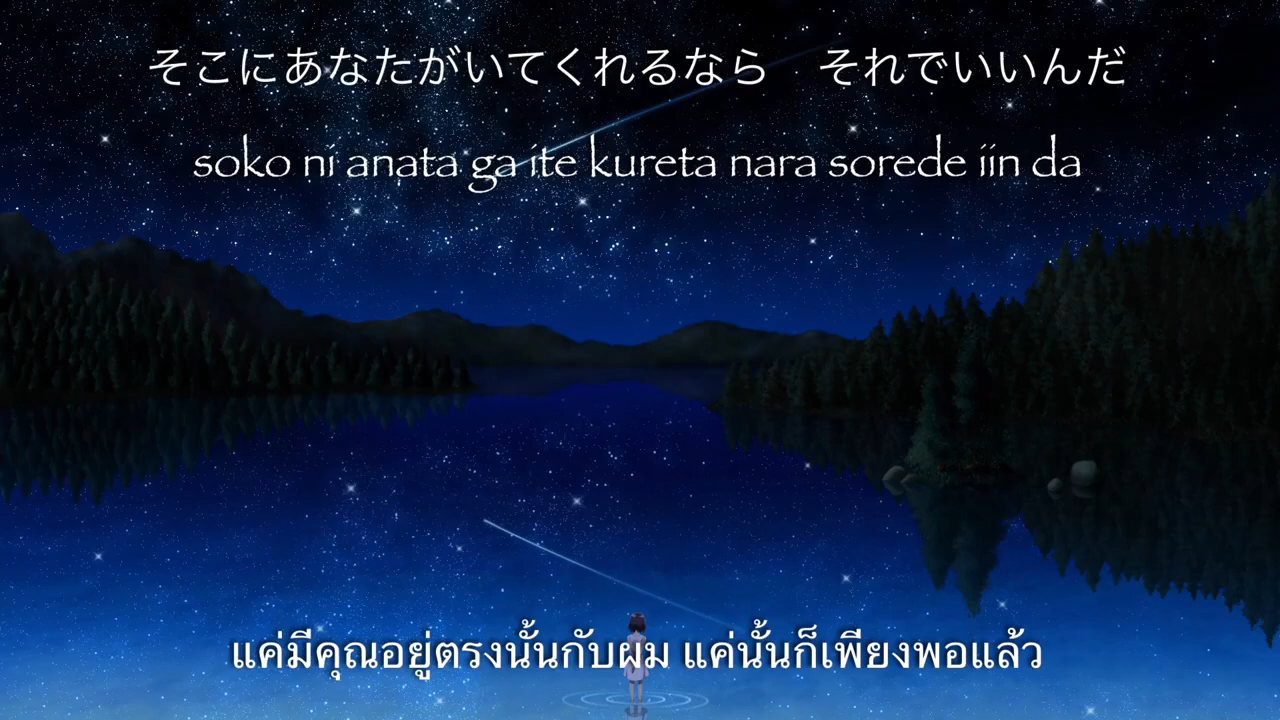 そこにあなたがいてくれるなら　それでいいんだ
soko ni anata ga ite kureta nara sorede iin da
แค่มีคุณอยู่ตรงนั้นกับผม แค่นั้นก็เพียงพอแล้ว